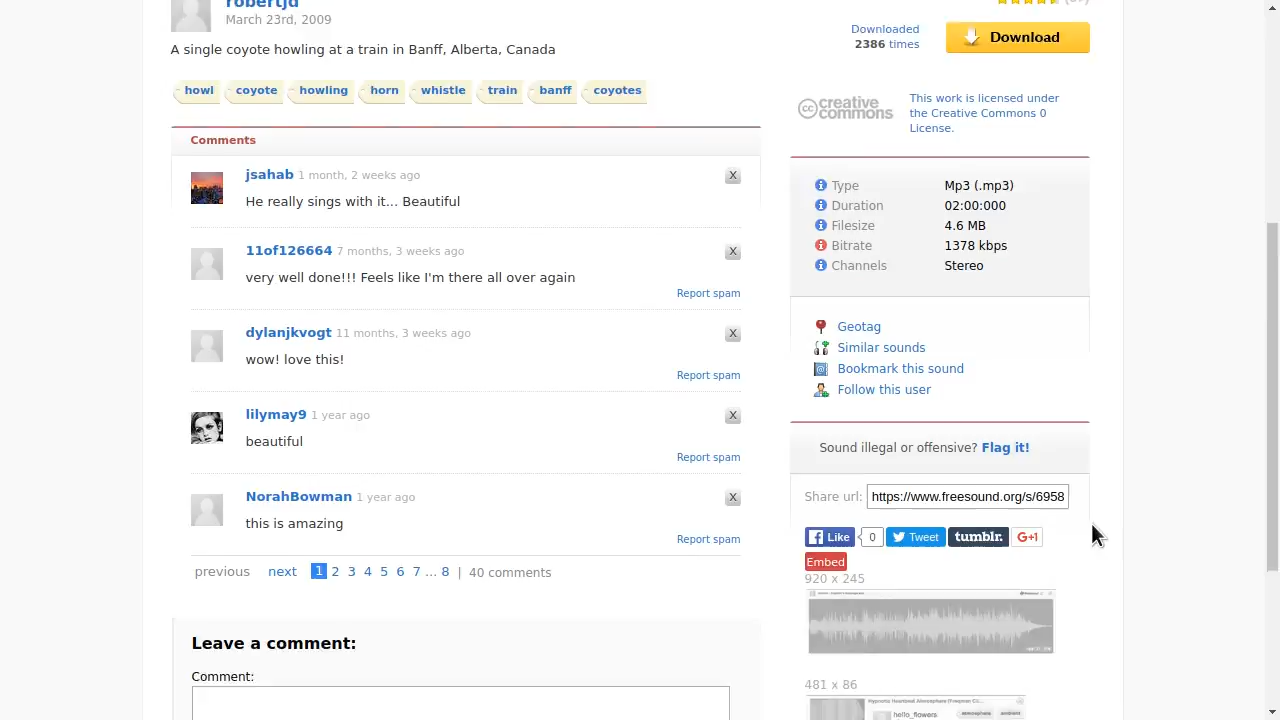 robertjd
March 23rd, 2009
A single coyote howling at a train in Banff, Alberta, Canada
howl coyote howling horn whistle train banff coyotes
Comments
jsahab 1 month, 2 weeks ago X
He really sings with it... Beautiful
11of126664 7 months, 3 weeks ago X
very well done!!! Feels like I'm there all over again
Report spam
dylanjkvogt 11 months, 3 weeks ago X
wow! love this!
Report spam
lilymay9 1 year ago X
beautiful
Report spam
NorahBowman 1 year ago X
this is amazing
Report spam
previous next 1 2 3 4 5 6 7 ... 8 | 40 comments
Leave a comment:
Comment:
Downloaded
2386 times
Download
creative commons
This work is licensed under
the Creative Commons 0
License.
Type Mp3 (.mp3)
Duration 02:00:000
Filesize 4.6 MB
Bitrate 1378 kbps
Channels Stereo
Geotag
Similar sounds
Bookmark this sound
Follow this user
Sound illegal or offensive? Flag it!
Share url: https://www.freesound.org/s/6958
Like 0 Tweet tumblr. G+1
Embed
920 x 245
481 x 86
hello_flowers
atmosphere ambient